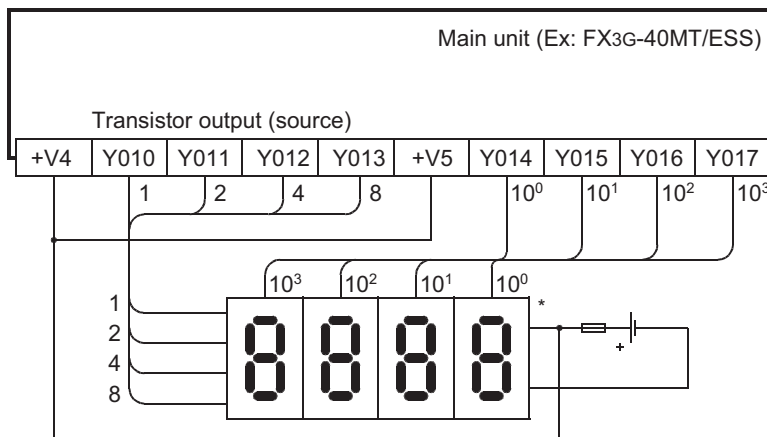 Main unit (Ex: FX3G-40MT/ESS)
Transistor output (source)
+V4 Y010 Y011 Y012 Y013 +V5 Y014 Y015 Y016 Y017
1 2 4 8 10⁰ 10¹ 10² 10³
10³ 10² 10¹ 10⁰
*
1
2
4
8
8888
+